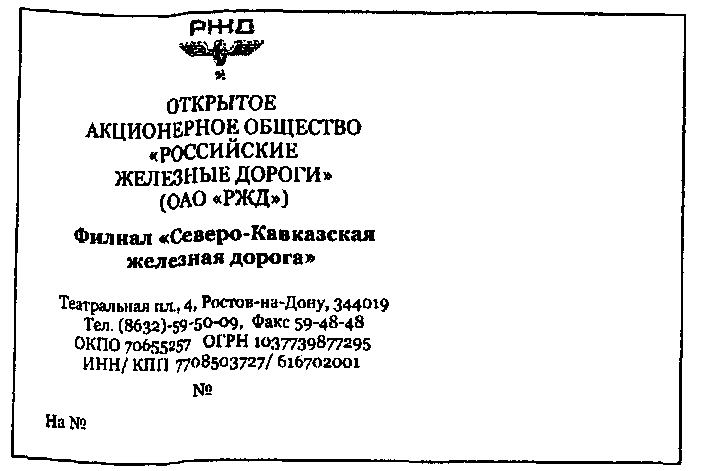 РЖД
ОТКРЫТОЕ
АКЦИОНЕРНОЕ ОБЩЕСТВО
«РОССИЙСКИЕ
ЖЕЛЕЗНЫЕ ДОРОГИ»
(ОАО «РЖД»)
Филиал «Северо-Кавказская
железная дорога»
Театральная пл., 4, Ростов-на-Дону, 344019
Тел. (8632)-59-50-09, Факс 59-48-48
ОКПО 70655257 ОГРН 1037739877295
ИНН/ КПП 7708503727/ 616702001
№
На №